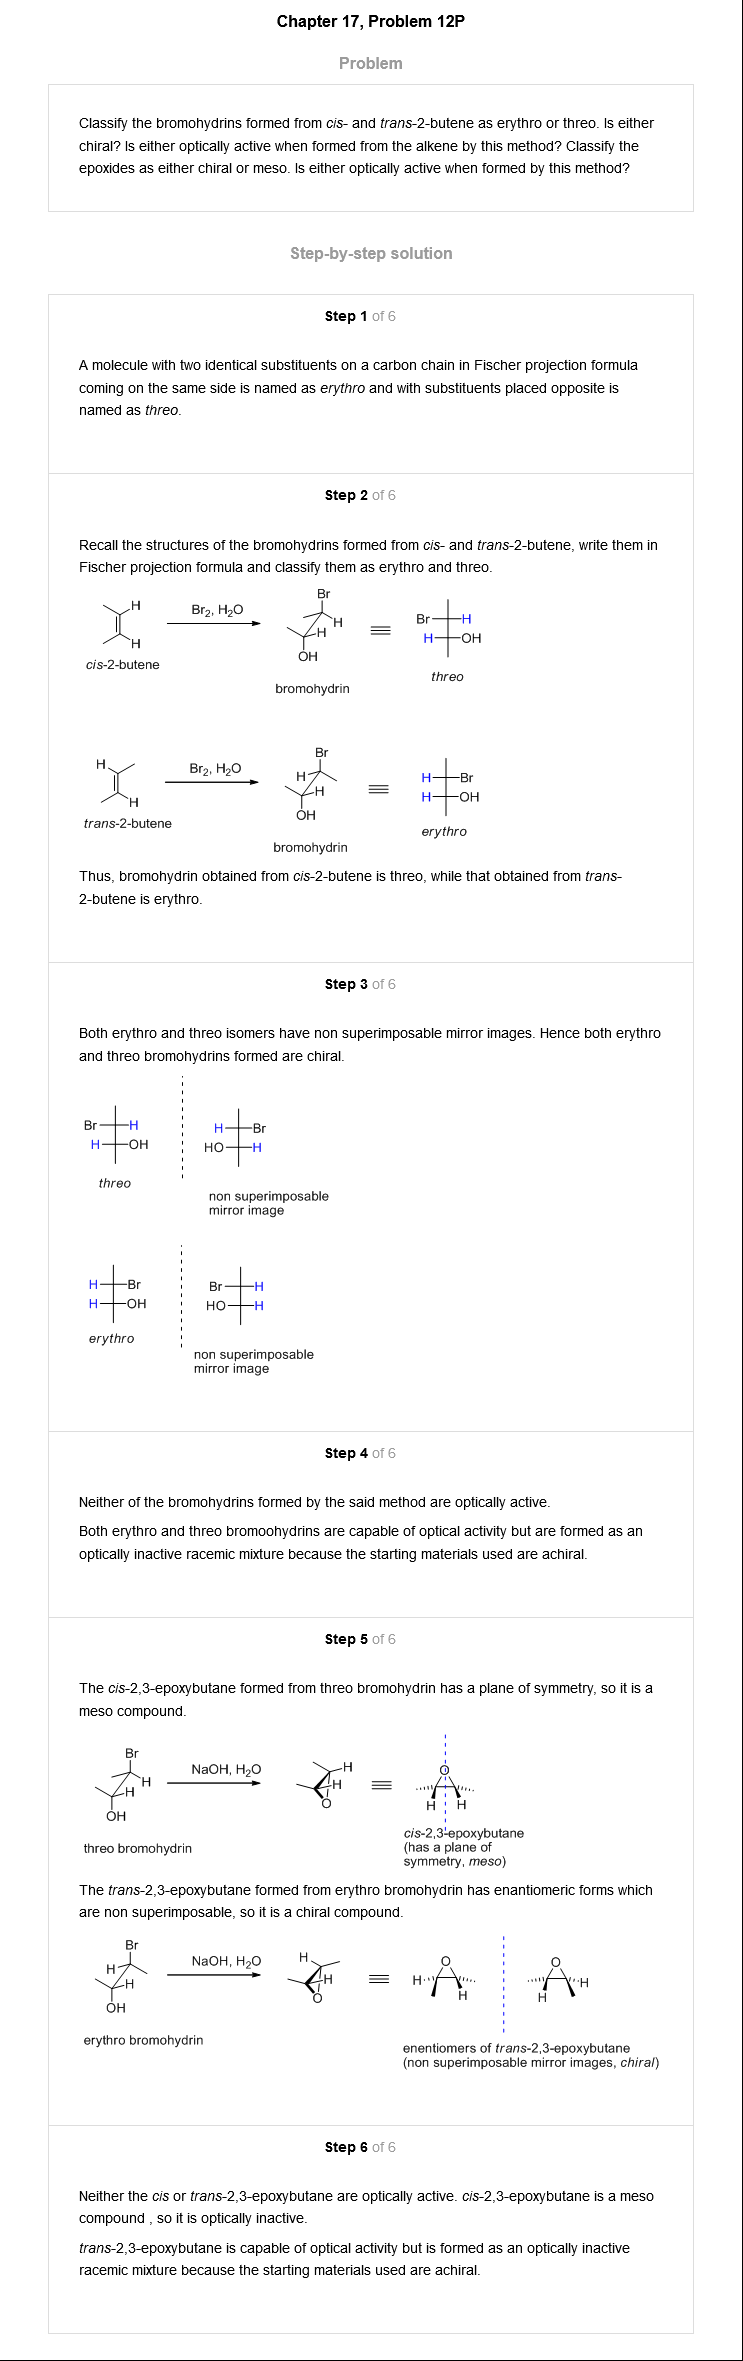 Chapter 17, Problem 12P
Problem
Classify the bromohydrins formed from cis- and trans-2-butene as erythro or threo. Is either
chiral? Is either optically active when formed from the alkene by this method? Classify the
epoxides as either chiral or meso. Is either optically active when formed by this method?
Step-by-step solution
Step 1 of 6
A molecule with two identical substituents on a carbon chain in Fischer projection formula
coming on the same side is named as erythro and with substituents placed opposite is
named as threo.
Step 2 of 6
Recall the structures of the bromohydrins formed from cis- and trans-2-butene, write them in
Fischer projection formula and classify them as erythro and threo.
Br
H Br₂, H₂O H Br H
H H OH
H
OH
cis-2-butene
threo
bromohydrin
Br
H Br₂, H₂O H H Br
H H OH
H
OH
trans-2-butene
erythro
bromohydrin
Thus, bromohydrin obtained from cis-2-butene is threo, while that obtained from trans-
2-butene is erythro.
Step 3 of 6
Both erythro and threo isomers have non superimposable mirror images. Hence both erythro
and threo bromohydrins formed are chiral.
Br H H Br
H OH HO H
threo
non superimposable
mirror image
H Br Br H
H OH HO H
erythro
non superimposable
mirror image
Step 4 of 6
Neither of the bromohydrins formed by the said method are optically active.
Both erythro and threo bromoohydrins are capable of optical activity but are formed as an
optically inactive racemic mixture because the starting materials used are achiral.
Step 5 of 6
The cis-2,3-epoxybutane formed from threo bromohydrin has a plane of symmetry, so it is a
meso compound.
Br
NaOH, H₂O H O
H H
H
O H H
OH
cis-2,3-epoxybutane
threo bromohydrin (has a plane of
symmetry, meso)
The trans-2,3-epoxybutane formed from erythro bromohydrin has enantiomeric forms which
are non superimposable, so it is a chiral compound.
Br
H NaOH, H₂O H O O
H H H H
O H H
OH
erythro bromohydrin
enentiomers of trans-2,3-epoxybutane
(non superimposable mirror images, chiral)
Step 6 of 6
Neither the cis or trans-2,3-epoxybutane are optically active. cis-2,3-epoxybutane is a meso
compound , so it is optically inactive.
trans-2,3-epoxybutane is capable of optical activity but is formed as an optically inactive
racemic mixture because the starting materials used are achiral.